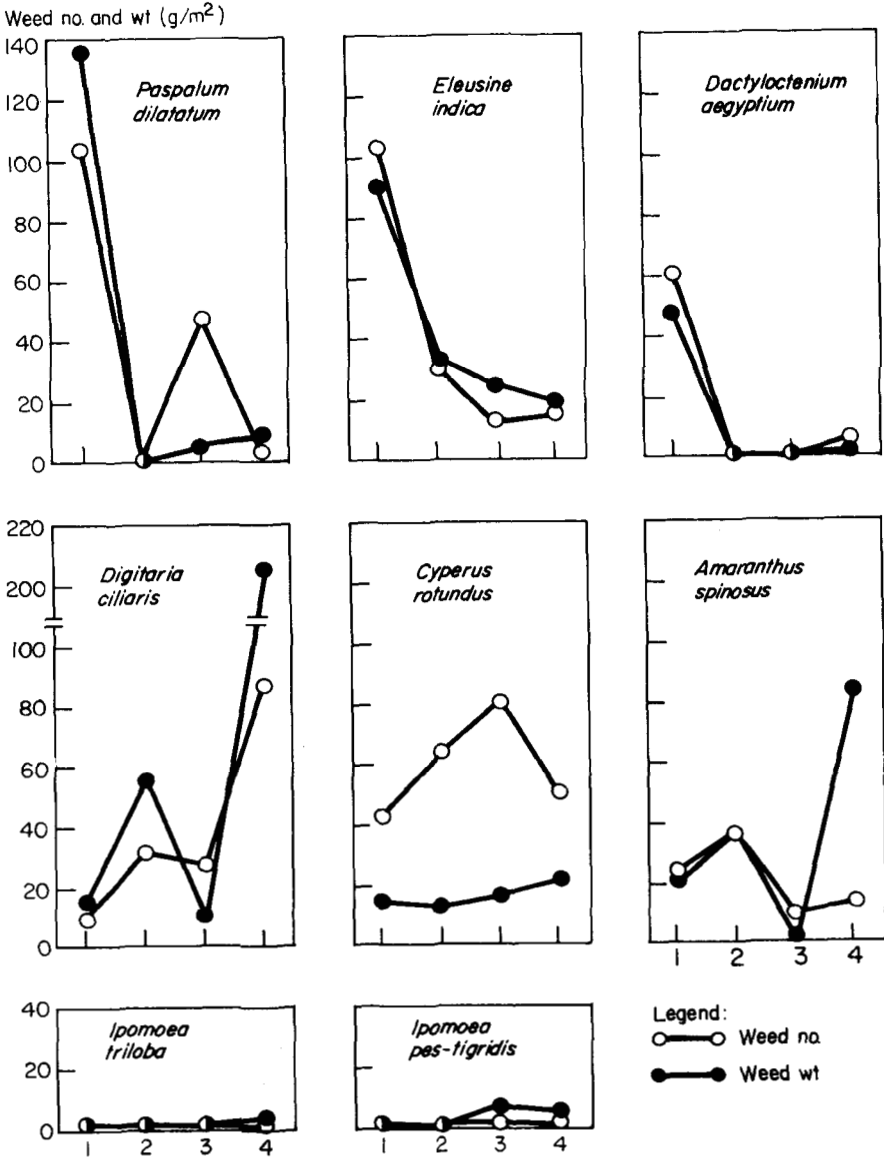 Weed no. and wt (g/m²)
140
120
100
80
60
40
20
0
Paspalum
dilatatum
Eleusine
indica
Dactyloctenium
aegyptium
220
200
100
80
60
40
20
0
Digitaria
ciliaris
Cyperus
rotundus
Amaranthus
spinosus
1 2 3 4
40
20
0
Ipomoea
triloba
1 2 3 4
Ipomoea
pes-tigridis
1 2 3 4
Legend:
Weed no.
Weed wt